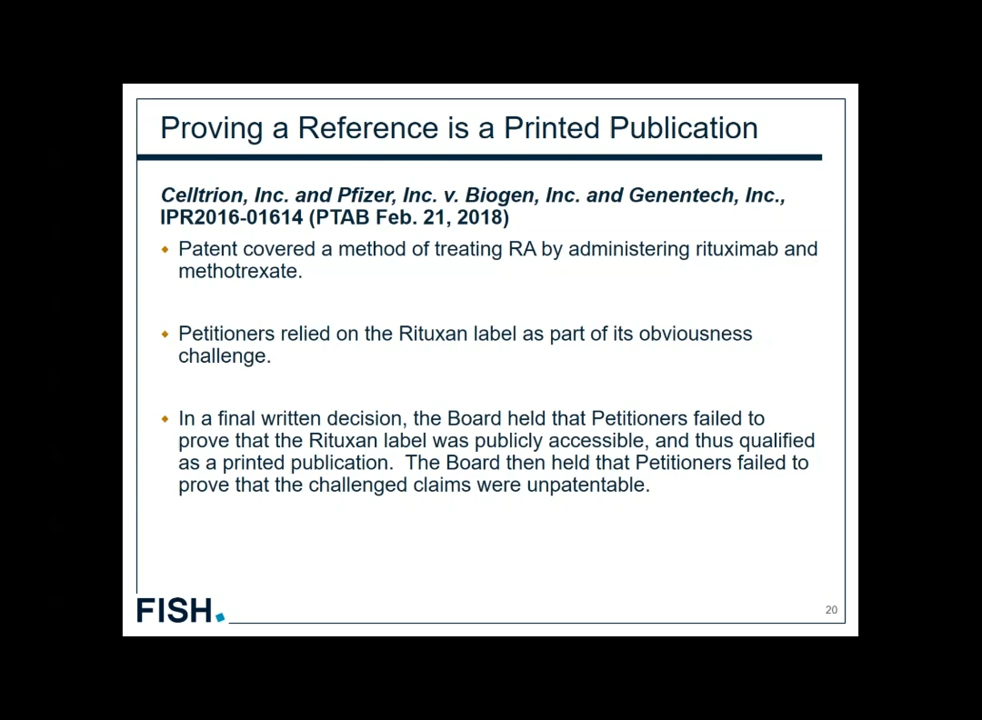 Proving a Reference is a Printed Publication
Celltrion, Inc. and Pfizer, Inc. v. Biogen, Inc. and Genentech, Inc.,
IPR2016-01614 (PTAB Feb. 21, 2018)
Patent covered a method of treating RA by administering rituximab and
methotrexate.
Petitioners relied on the Rituxan label as part of its obviousness
challenge.
In a final written decision, the Board held that Petitioners failed to
prove that the Rituxan label was publicly accessible, and thus qualified
as a printed publication.  The Board then held that Petitioners failed to
prove that the challenged claims were unpatentable.
FISH.
20